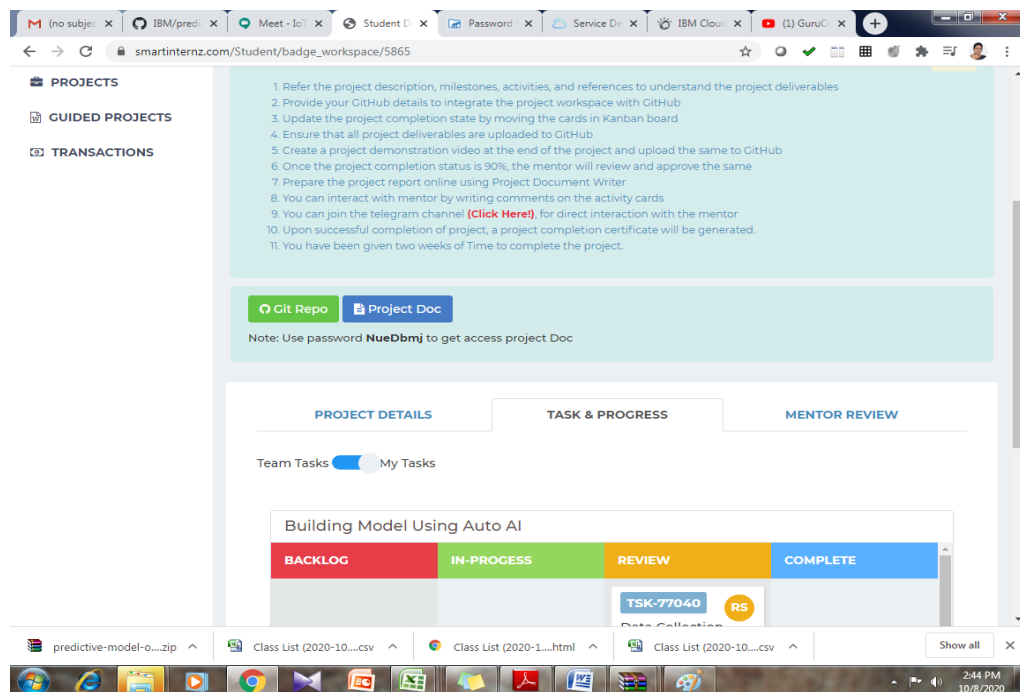 (no subjec
IBM/predi
Meet - IoT
Student D
Password
Service De
IBM Cloud
(1) GuruC
smartinternz.com/Student/badge_workspace/5865
PROJECTS
GUIDED PROJECTS
TRANSACTIONS
1. Refer the project description, milestones, activities, and references to understand the project deliverables
2. Provide your GitHub details to integrate the project workspace with GitHub
3. Update the project completion state by moving the cards in Kanban board
4. Ensure that all project deliverables are uploaded to GitHub
5. Create a project demonstration video at the end of the project and upload the same to GitHub
6. Once the project completion status is 90%, the mentor will review and approve the same
7. Prepare the project report online using Project Document Writer
8. You can interact with mentor by writing comments on the activity cards
9. You can join the telegram channel (Click Here!), for direct interaction with the mentor
10. Upon successful completion of project, a project completion certificate will be generated.
11. You have been given two weeks of Time to complete the project.
Git Repo Project Doc
Note: Use password NueDbmj to get access project Doc
PROJECT DETAILS TASK & PROGRESS MENTOR REVIEW
Team Tasks My Tasks
Building Model Using Auto AI
BACKLOG IN-PROGESS REVIEW COMPLETE
TSK-77040 RS
Data Collection
predictive-model-o....zip Class List (2020-10....csv Class List (2020-1....html Class List (2020-10....csv Show all
2:44 PM
10/8/2020